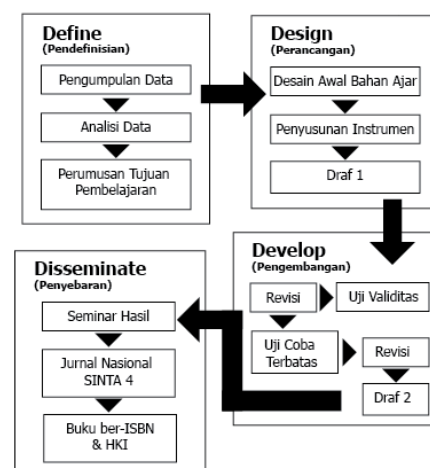 Define
(Pendefinisian)
Pengumpulan Data
Analisi Data
Perumusan Tujuan
Pembelajaran
Design
(Perancangan)
Desain Awal Bahan Ajar
Penyusunan Instrumen
Draf 1
Develop
(Pengembangan)
Revisi
Uji Validitas
Uji Coba
Terbatas
Revisi
Draf 2
Disseminate
(Penyebaran)
Seminar Hasil
Jurnal Nasional
SINTA 4
Buku ber-ISBN
& HKI